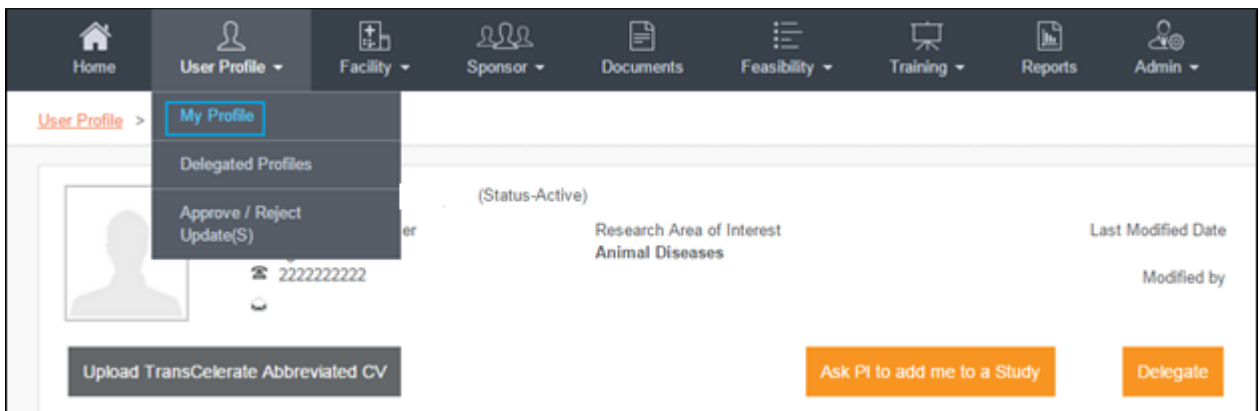 Home
User Profile
Facility
Sponsor
Documents
Feasibility
Training
Reports
Admin
User Profile >
My Profile
Delegated Profiles
Approve / Reject
Update(S)
(Status-Active)
er
Research Area of Interest
Last Modified Date
Animal Diseases
2222222222
Modified by
Upload TransCelerate Abbreviated CV
Ask PI to add me to a Study
Delegate